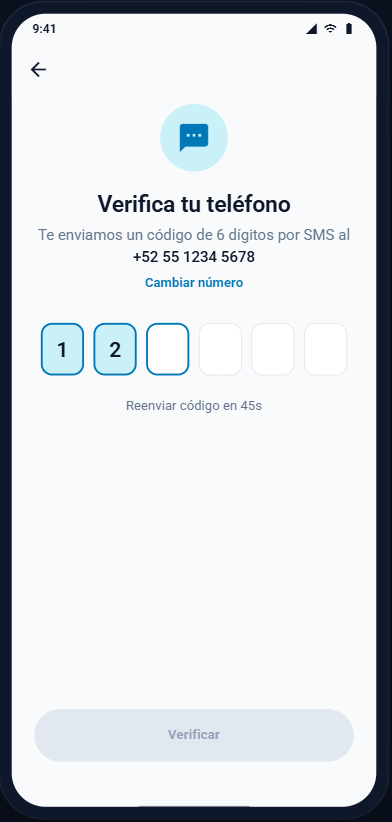 9:41
Verifica tu teléfono
Te enviamos un código de 6 dígitos por SMS al
+52 55 1234 5678
Cambiar número
1 2
Reenviar código en 45s
Verificar